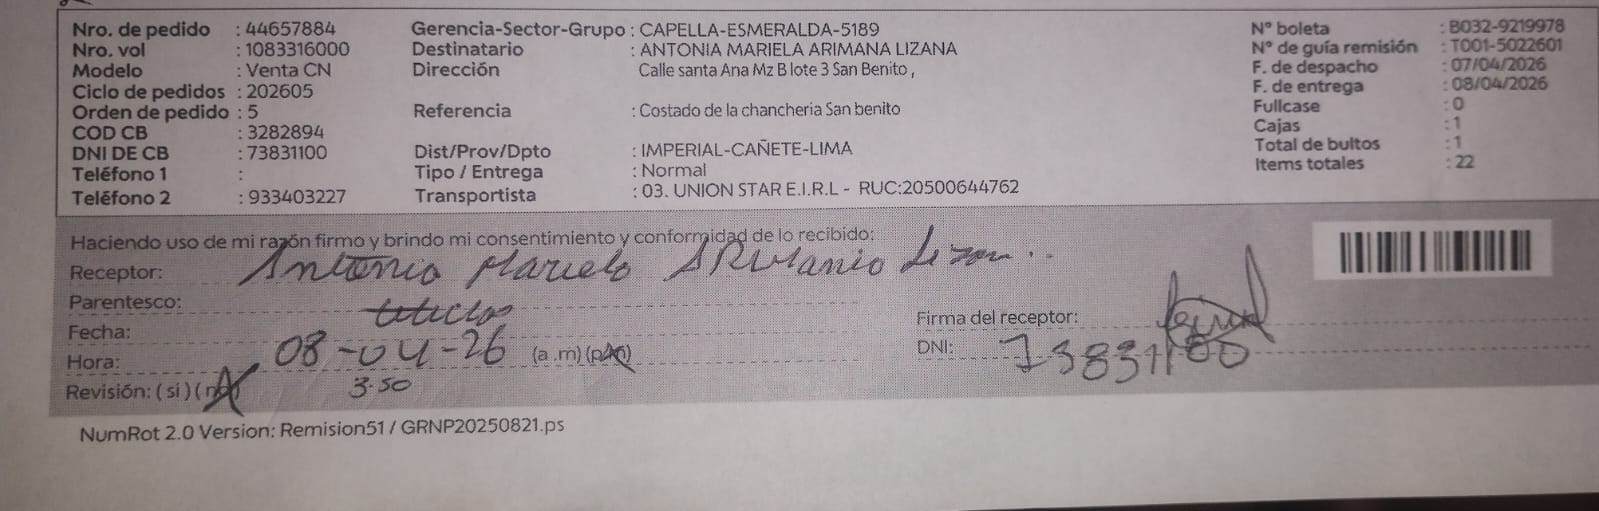 Nro. de pedido : 44657884 Gerencia-Sector-Grupo : CAPELLA-ESMERALDA-5189 N° boleta : B032-9219978
Nro. vol : 1083316000 Destinatario : ANTONIA MARIELA ARIMANA LIZANA N° de guía remisión : T001-5022601
Modelo : Venta CN Dirección Calle santa Ana Mz B lote 3 San Benito , F. de despacho : 07/04/2026
Ciclo de pedidos : 202605 F. de entrega : 08/04/2026
Orden de pedido : 5 Referencia : Costado de la chancheria San benito Fullcase : 0
COD CB : 3282894 Cajas : 1
DNI DE CB : 73831100 Dist/Prov/Dpto : IMPERIAL-CAÑETE-LIMA Total de bultos : 1
Teléfono 1 : Tipo / Entrega : Normal Items totales : 22
Teléfono 2 : 933403227 Transportista : 03. UNION STAR E.I.R.L - RUC:20500644762
Haciendo uso de mi razón firmo y brindo mi consentimiento y conformidad de lo recibido:
Receptor: Antonia Mariela
Parentesco:
Fecha: 08-04-26 Firma del receptor:
Hora: 3.50 (a .m) (p.m) DNI: 73831100
Revisión: ( si ) ( no )
NumRot 2.0 Version: Remision51 / GRNP20250821.ps